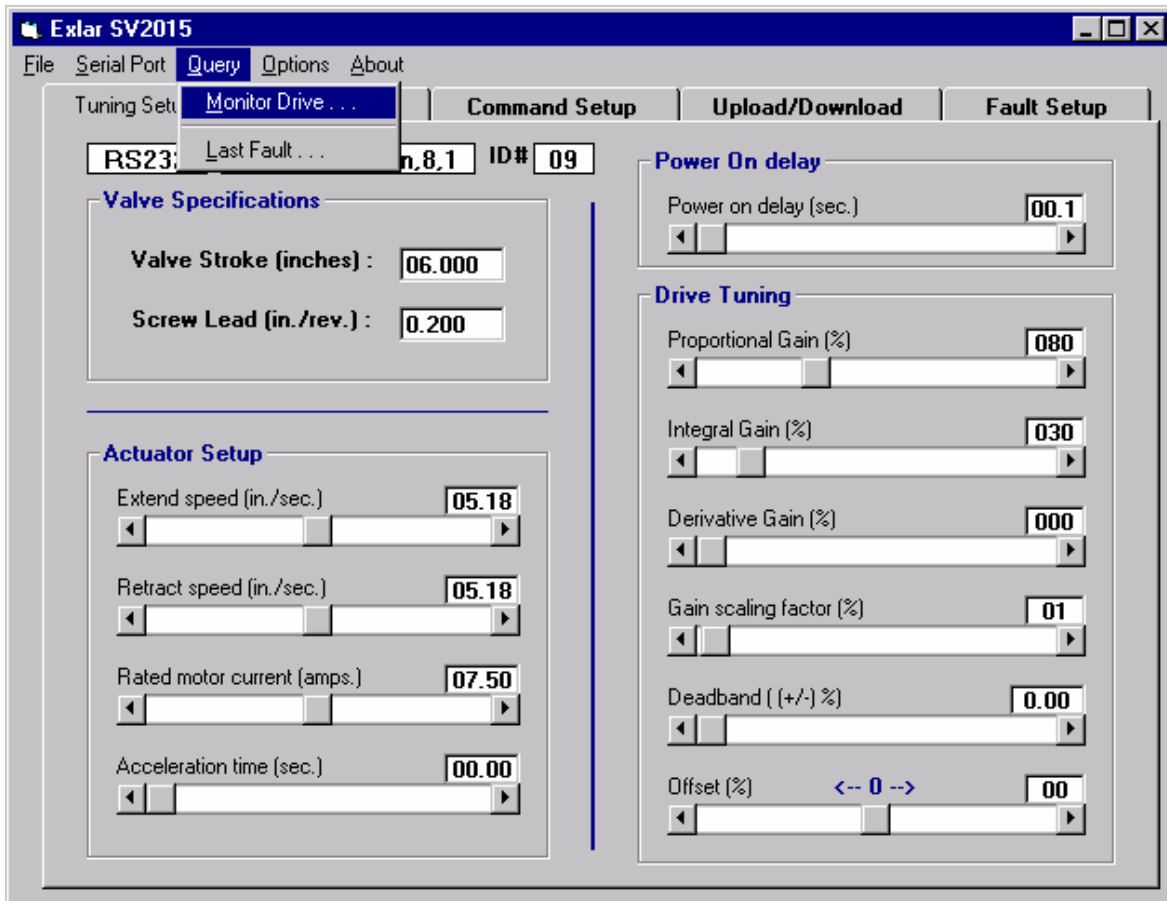 Exlar SV2015
File Serial Port Query Options About
Monitor Drive . . .
Last Fault . . .
Tuning Command Setup Upload/Download Fault Setup
n,8,1 ID# 09
Valve Specifications
Valve Stroke (inches) : 06.000
Screw Lead (in./rev.) : 0.200
Actuator Setup
Extend speed (in./sec.) 05.18
Retract speed (in./sec.) 05.18
Rated motor current (amps.) 07.50
Acceleration time (sec.) 00.00
Power On delay
Power on delay (sec.) 00.1
Drive Tuning
Proportional Gain (%) 080
Integral Gain (%) 030
Derivative Gain (%) 000
Gain scaling factor (%) 01
Deadband ( (+/-) %) 0.00
Offset (%) <-- 0 --> 00